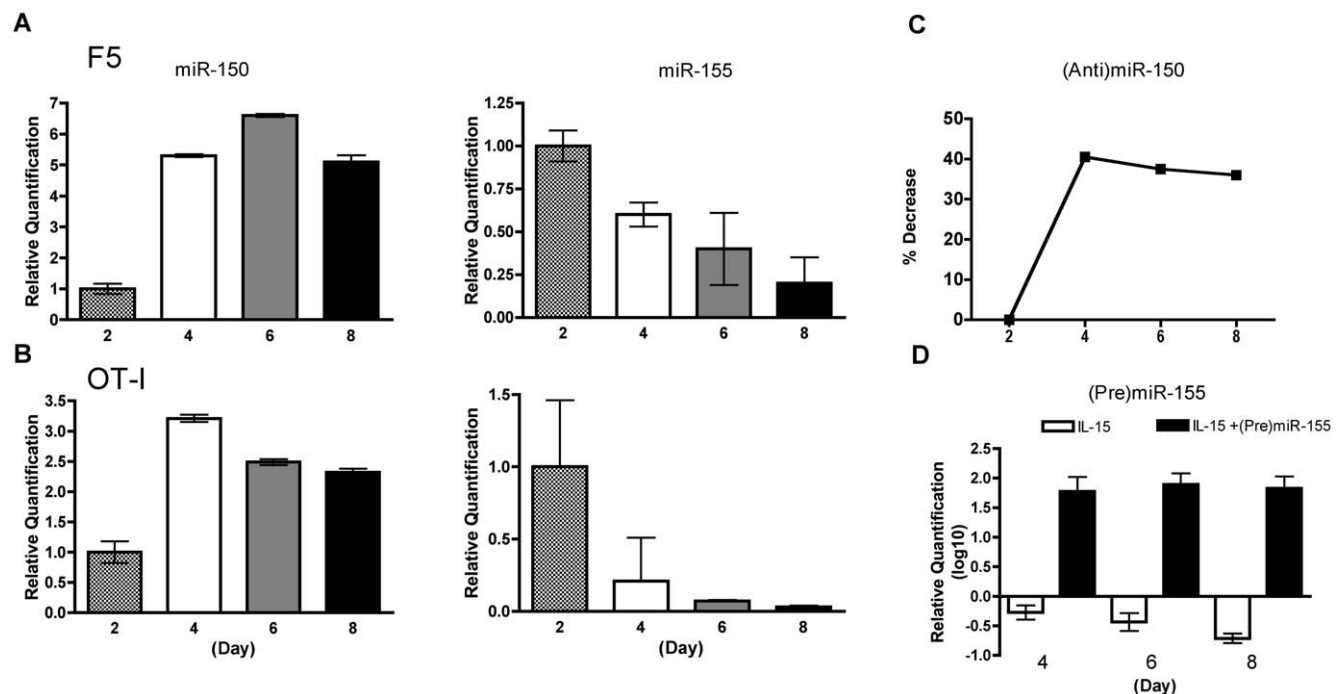 A
F5
miR-150
Relative Quantification
7
6
5
4
3
2
1
0
2 4 6 8
miR-155
Relative Quantification
1.25
1.00
0.75
0.50
0.25
0.00
2 4 6 8
B
OT-I
Relative Quantification
3.5
3.0
2.5
2.0
1.5
1.0
0.5
0.0
2 4 6 8
(Day)
Relative Quantification
1.5
1.0
0.5
0.0
2 4 6 8
(Day)
C
(Anti)miR-150
% Decrease
50
40
30
20
10
0
2 4 6 8
D
(Pre)miR-155
IL-15 IL-15 +(Pre)miR-155
Relative Quantification
(log10)
2.5
2.0
1.5
1.0
0.5
0.0
-0.5
-1.0
4 6 8
(Day)